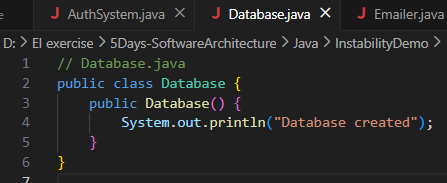 J AuthSystem.java × J Database.java × J Emailer.java
D: > EI exercise > 5Days-SoftwareArchitecture > Java > InstabilityDemo >
1 // Database.java
2 public class Database {
3     public Database() {
4         System.out.println("Database created");
5     }
6 }
7